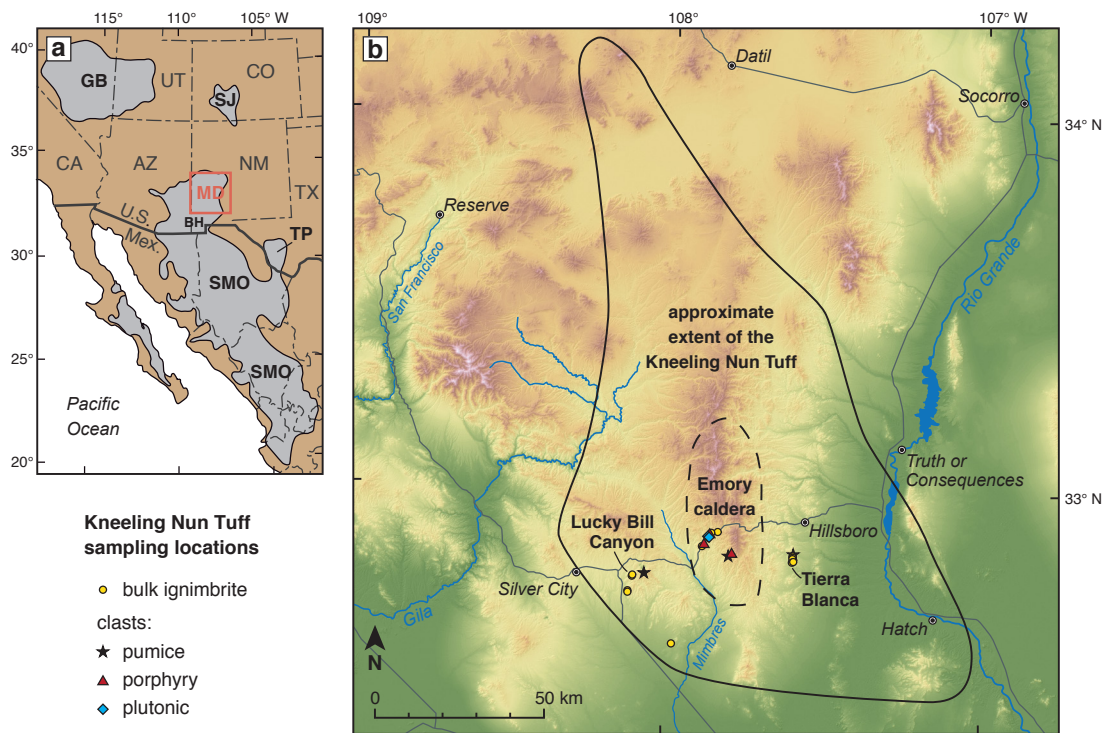 115°
110°
105° W
a
40°
35°
30°
25°
20°
GB
UT
CO
SJ
CA
AZ
NM
MD
TX
U.S.
Mex.
BH
TP
SMO
SMO
Pacific
Ocean
Kneeling Nun Tuff
sampling locations
bulk ignimbrite
clasts:
pumice
porphyry
plutonic
109°
108°
107° W
b
34° N
33° N
Datil
Socorro
Reserve
San Francisco
Rio Grande
approximate
extent of the
Kneeling Nun Tuff
Truth or
Consequences
Emory
caldera
Lucky Bill
Canyon
Hillsboro
Silver City
Tierra
Blanca
Gila
Mimbres
Hatch
N
0
50 km